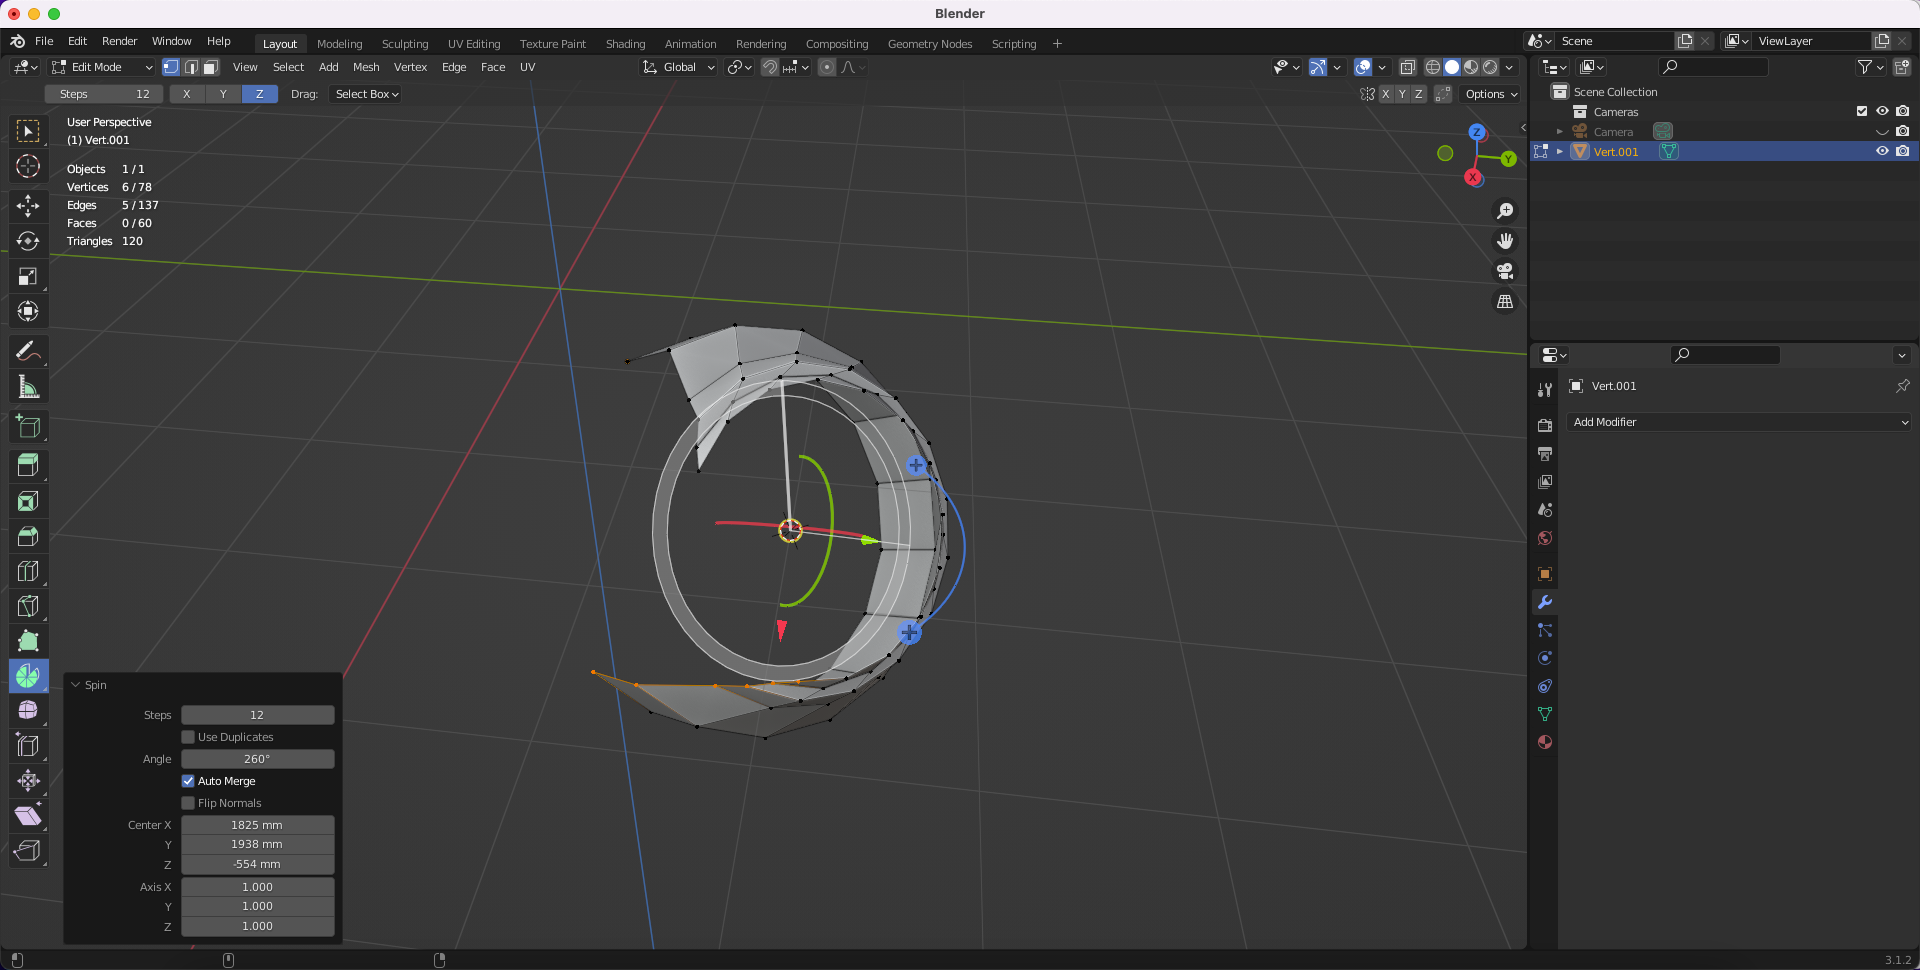 Blender
File Edit Render Window Help Layout Modeling Sculpting UV Editing Texture Paint Shading Animation Rendering Compositing Geometry Nodes Scripting + Scene ViewLayer
Edit Mode View Select Add Mesh Vertex Edge Face UV Global
Steps 12 X Y Z Drag: Select Box X Y Z Options
User Perspective
(1) Vert.001
Objects 1 / 1
Vertices 6 / 78
Edges 5 / 137
Faces 0 / 60
Triangles 120
Z
Y
X
Scene Collection
Cameras
Camera
Vert.001
Vert.001
Add Modifier
Spin
Steps 12
Use Duplicates
Angle 260°
Auto Merge
Flip Normals
Center X 1825 mm
Y 1938 mm
Z -554 mm
Axis X 1.000
Y 1.000
Z 1.000
3.1.2